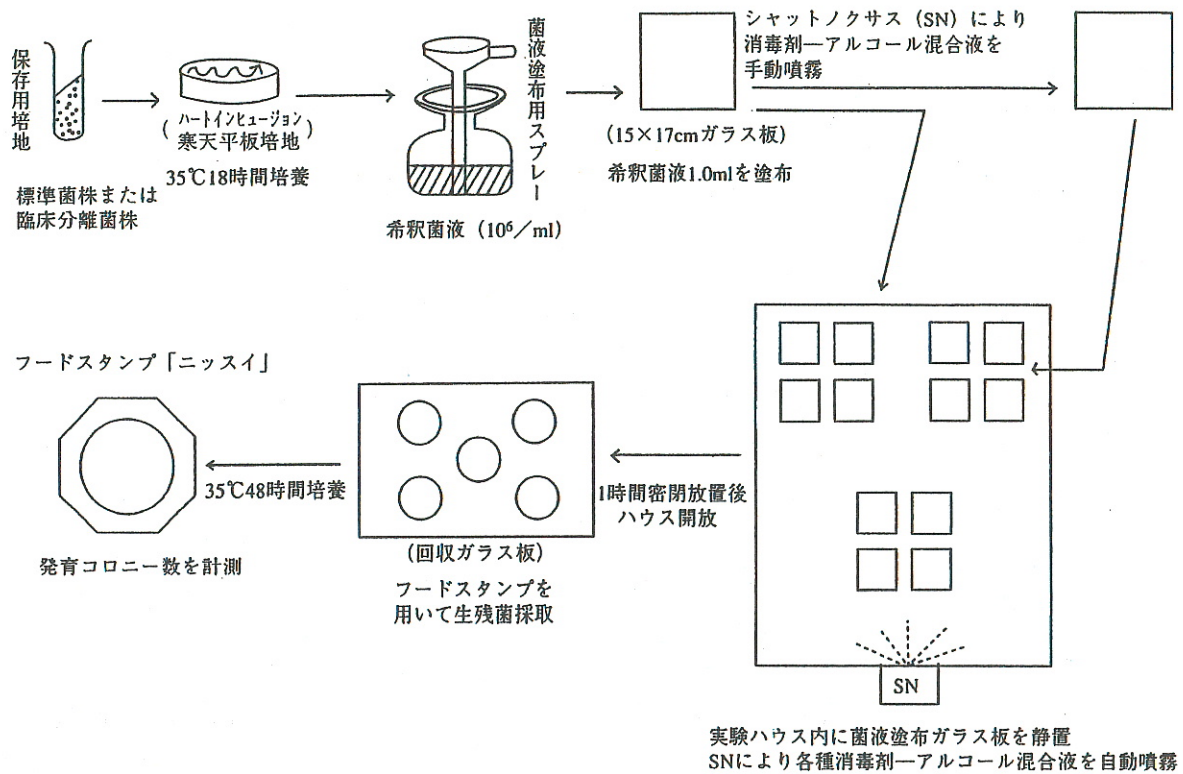 保存用培地
標準菌株または
臨床分離菌株
(ハートインヒュージョン)
寒天平板培地
35℃18時間培養
菌液塗布用スプレー
希釈菌液(10⁶/ml)
(15×17cmガラス板)
希釈菌液1.0mlを塗布
シャットノクサス(SN)により
消毒剤―アルコール混合液を
手動噴霧
SN
実験ハウス内に菌液塗布ガラス板を静置
SNにより各種消毒剤―アルコール混合液を自動噴霧
1時間密閉放置後
ハウス開放
(回収ガラス板)
フードスタンプを
用いて生残菌採取
35℃48時間培養
フードスタンプ「ニッスイ」
発育コロニー数を計測